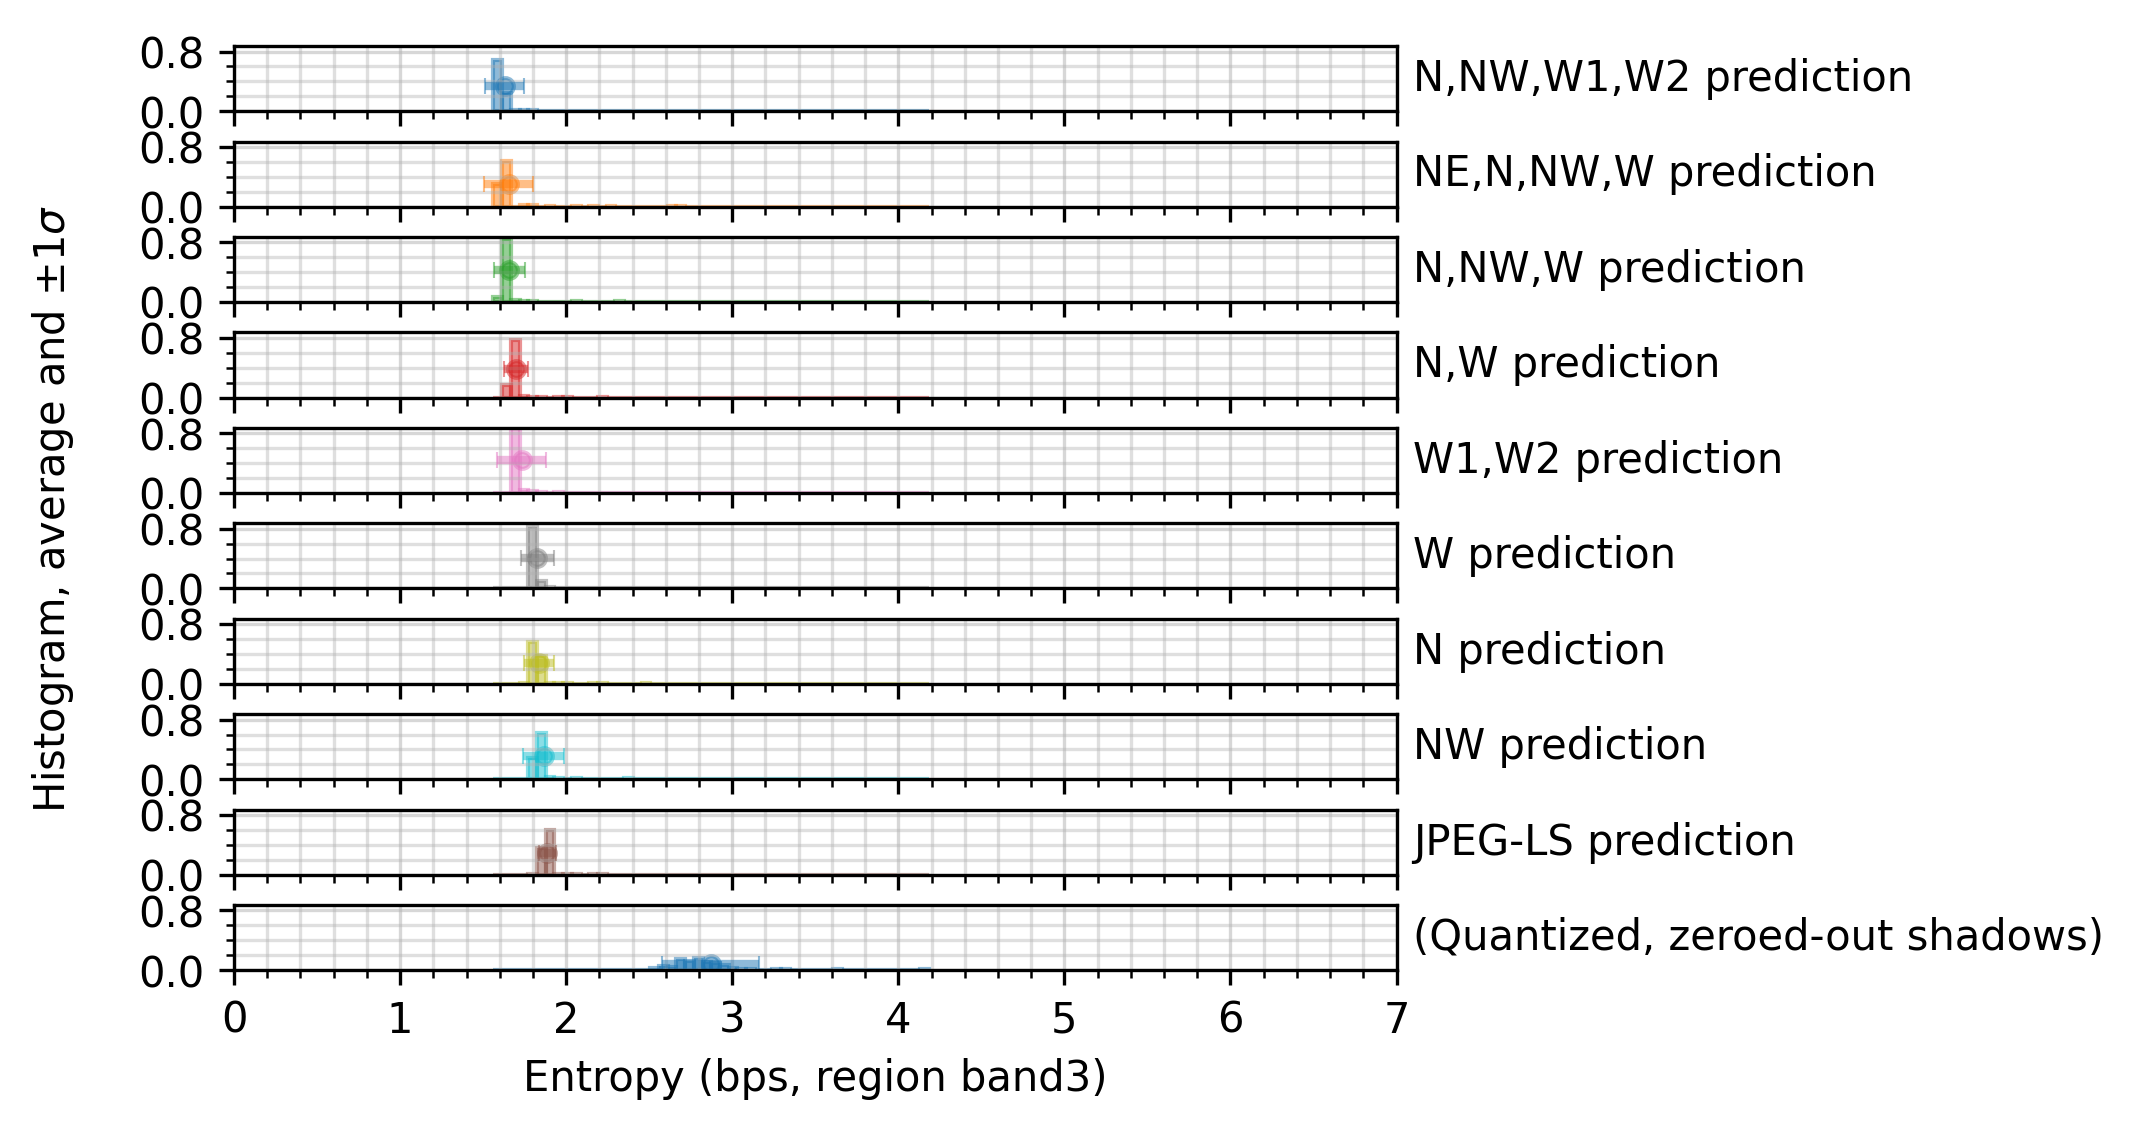 Histogram, average and ±1σ
0.8
0.0
N,NW,W1,W2 prediction
0.8
0.0
NE,N,NW,W prediction
0.8
0.0
N,NW,W prediction
0.8
0.0
N,W prediction
0.8
0.0
W1,W2 prediction
0.8
0.0
W prediction
0.8
0.0
N prediction
0.8
0.0
NW prediction
0.8
0.0
JPEG-LS prediction
0.8
0.0
(Quantized, zeroed-out shadows)
0 1 2 3 4 5 6 7
Entropy (bps, region band3)